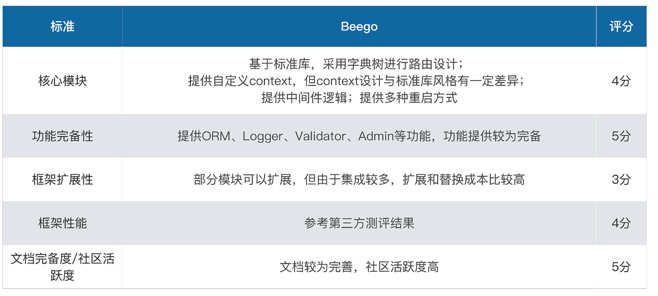 标准 Beego 评分
基于标准库，采用字典树进行路由设计；
核心模块 提供自定义context，但context设计与标准库风格有一定差异； 4分
提供中间件逻辑；提供多种重启方式
功能完备性 提供ORM、Logger、Validator、Admin等功能，功能提供较为完备 5分
框架扩展性 部分模块可以扩展，但由于集成较多，扩展和替换成本比较高 3分
框架性能 参考第三方测评结果 4分
文档完备度/社区活
跃度 文档较为完善，社区活跃度高 5分